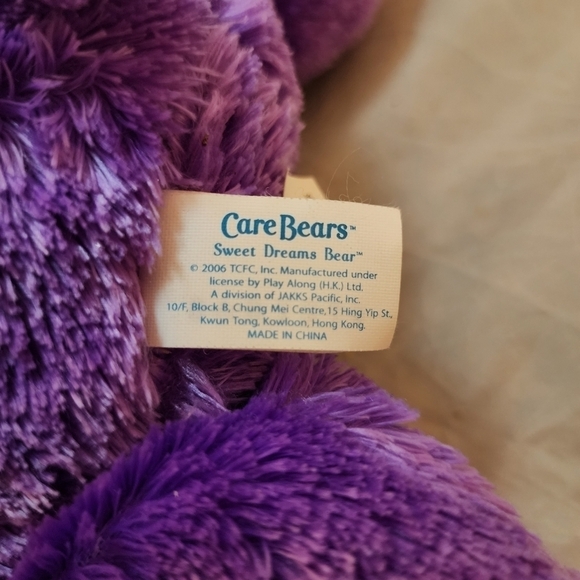 Care Bears™
Sweet Dreams Bear™
© 2006 TCFC, Inc. Manufactured under
license by Play Along (H.K.) Ltd.
A division of JAKKS Pacific, Inc.
10/F, Block B, Chung Mei Centre,15 Hing Yip St.,
Kwun Tong, Kowloon, Hong Kong.
MADE IN CHINA